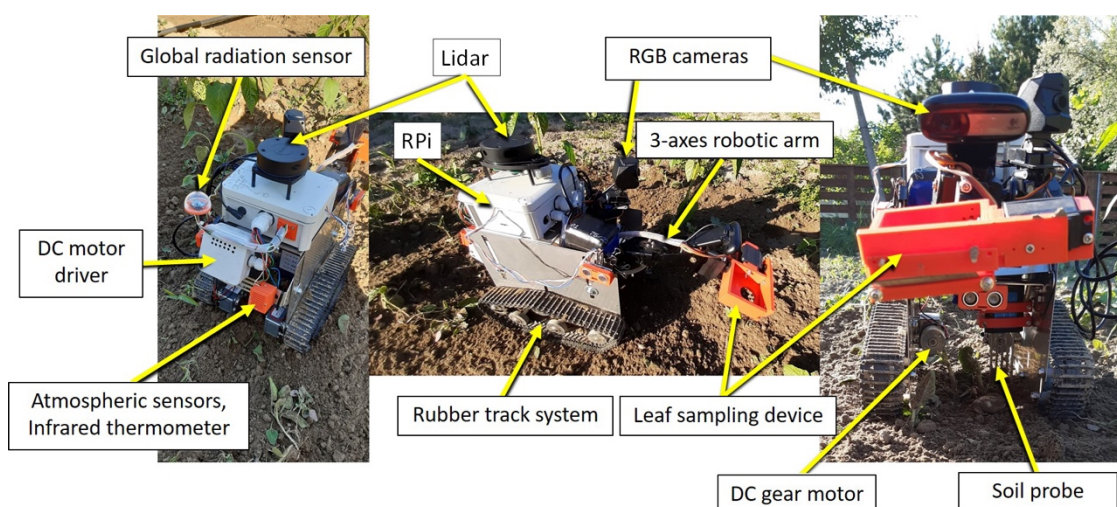 Global radiation sensor
Lidar
RGB cameras
RPi
3-axes robotic arm
DC motor
driver
Atmospheric sensors,
Infrared thermometer
Rubber track system
Leaf sampling device
DC gear motor
Soil probe